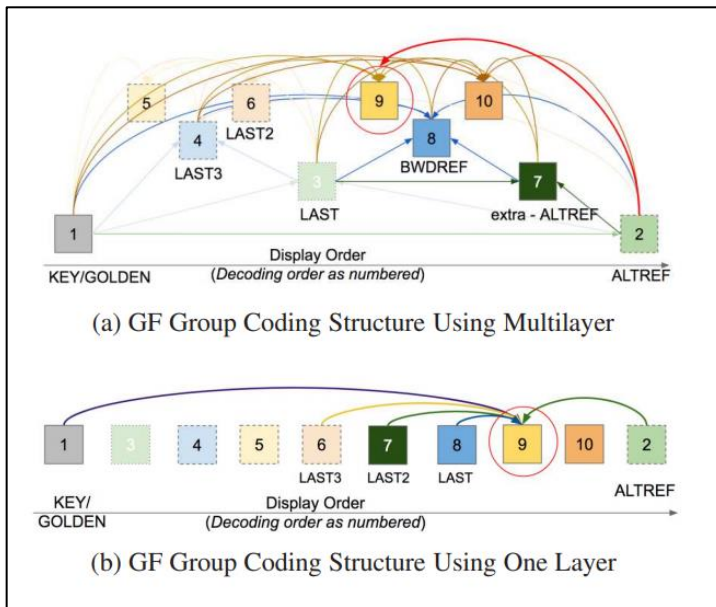 5
6
LAST2
9
10
4
LAST3
8
BWDREF
3
LAST
7
extra - ALTREF
1
2
KEY/GOLDEN
Display Order
(Decoding order as numbered)
ALTREF
(a) GF Group Coding Structure Using Multilayer
1 3 4 5 6 7 8 9 10 2
LAST3 LAST2 LAST
KEY/
GOLDEN
Display Order
(Decoding order as numbered)
ALTREF
(b) GF Group Coding Structure Using One Layer